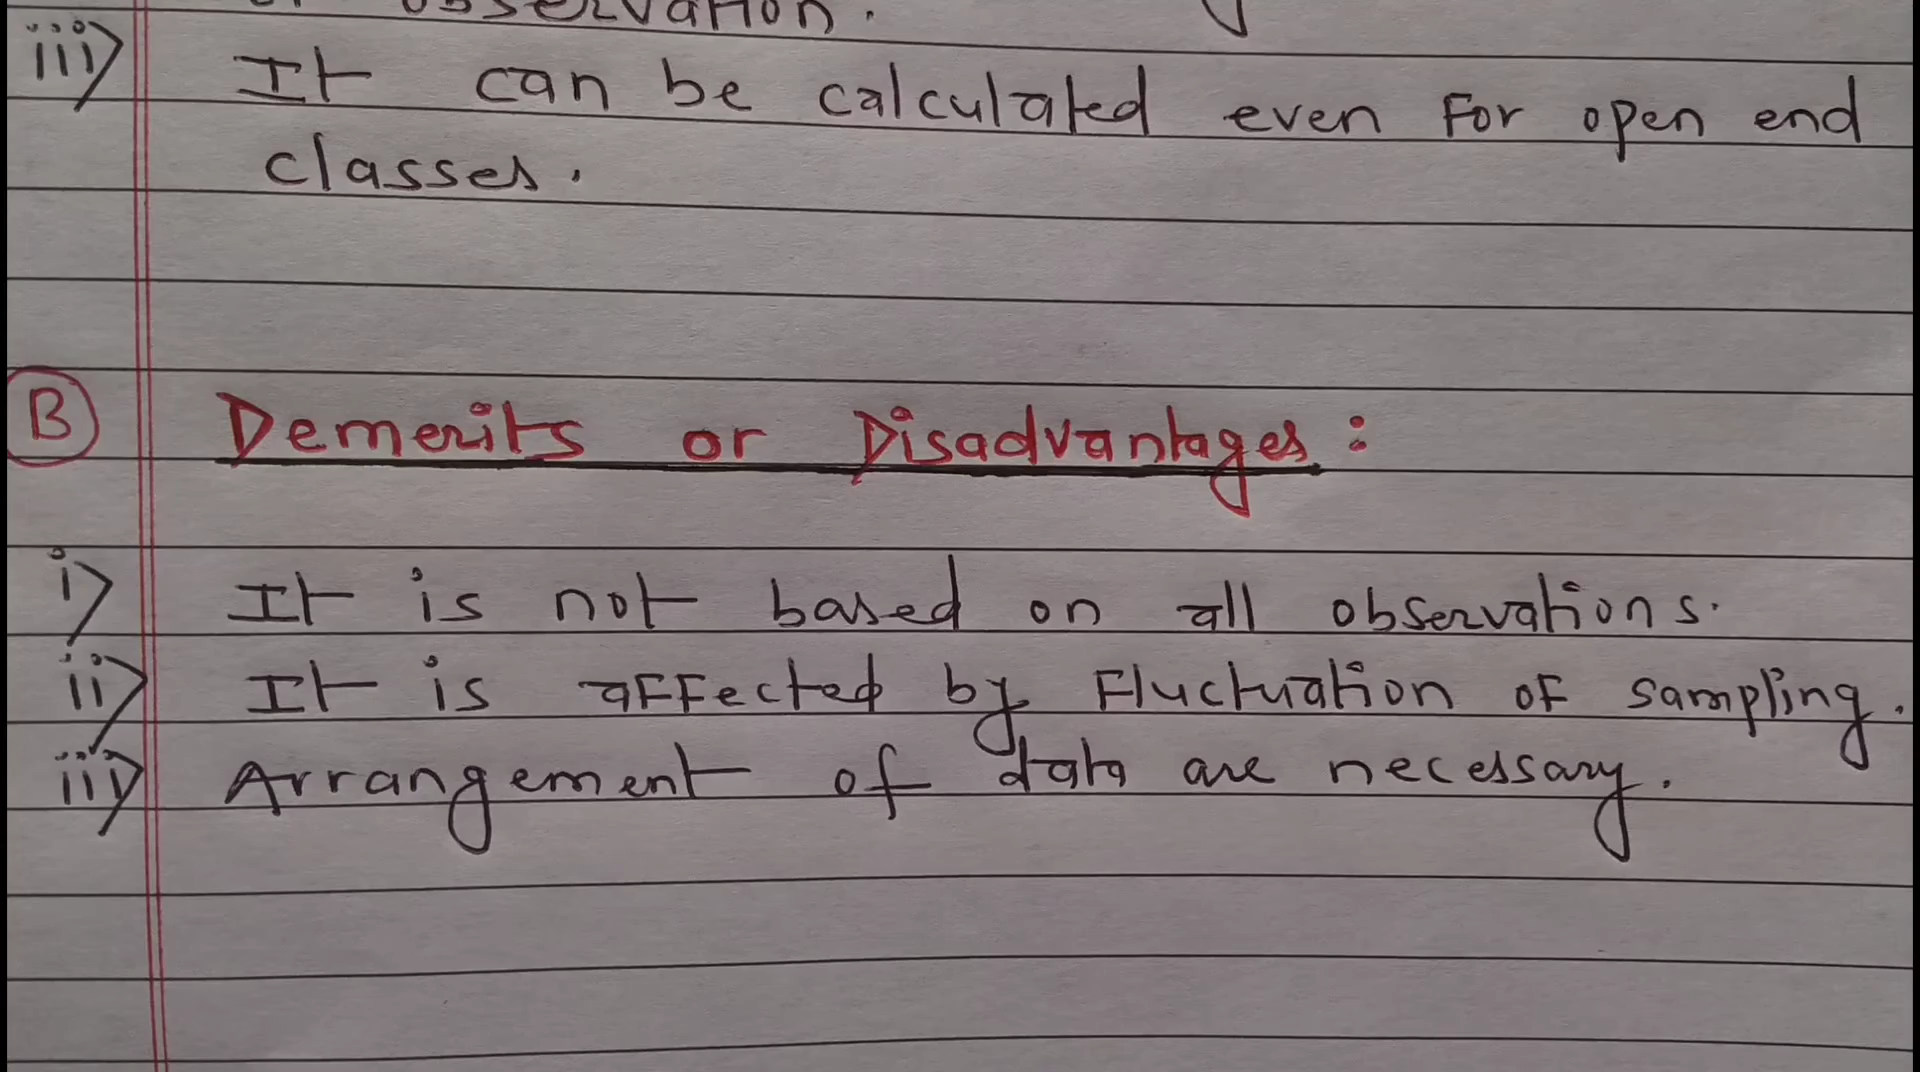 observation.
iii) It can be calculated even For open end
classes.
B Demerits or Disadvantages :
i) It is not based on all observations.
ii) It is aFFected by Fluctuation oF sampling.
iii) Arrangement of data are necessary.